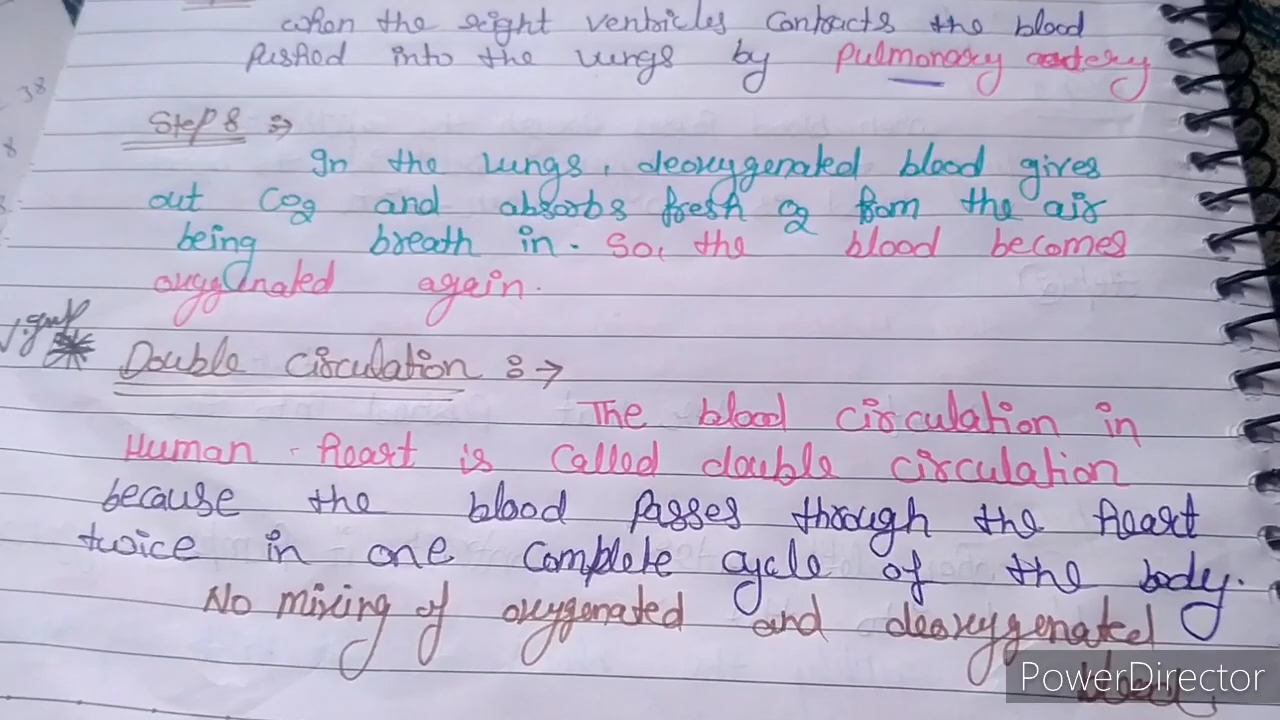 when the right ventricles contracts the blood
pushed into the lungs by pulmonary artery
38
8
Step 8 :⇒
In the lungs, deoxygenated blood gives
out CO2 and absorbs fresh O2 from the air
being breath in. So, the blood becomes
oxygenated again.
Double Circulation :→
The blood circulation in
Human - Heart is called double circulation
because the blood passes through the heart
twice in one complete cycle of the body.
No mixing of oxygenated and deoxygenated
blood
PowerDirector